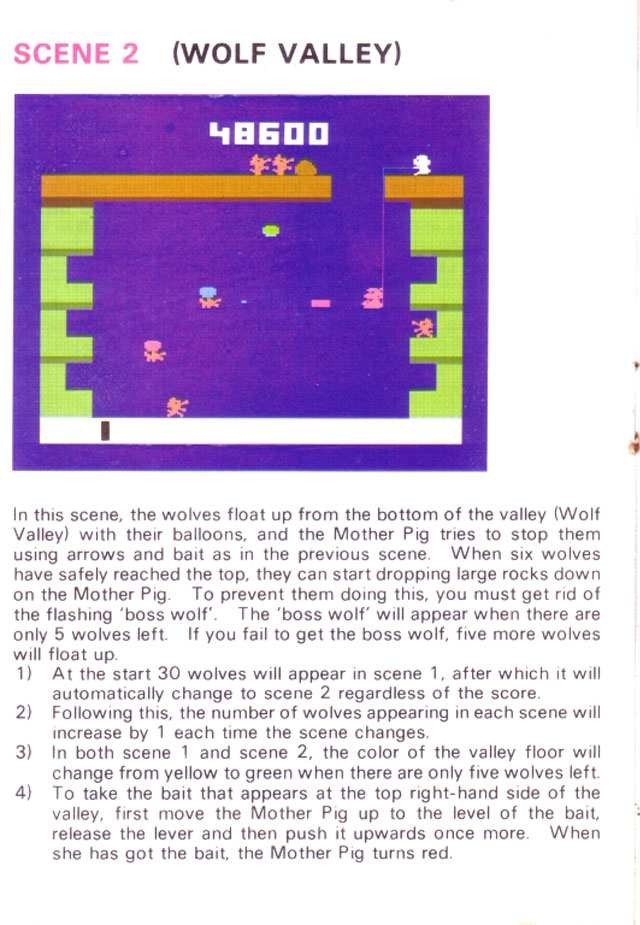 SCENE 2 (WOLF VALLEY)
48600
In this scene, the wolves float up from the bottom of the valley (Wolf
Valley) with their balloons, and the Mother Pig tries to stop them
using arrows and bait as in the previous scene. When six wolves
have safely reached the top, they can start dropping large rocks down
on the Mother Pig. To prevent them doing this, you must get rid of
the flashing 'boss wolf'. The 'boss wolf' will appear when there are
only 5 wolves left. If you fail to get the boss wolf, five more wolves
will float up.
1) At the start 30 wolves will appear in scene 1, after which it will
automatically change to scene 2 regardless of the score.
2) Following this, the number of wolves appearing in each scene will
increase by 1 each time the scene changes.
3) In both scene 1 and scene 2, the color of the valley floor will
change from yellow to green when there are only five wolves left.
4) To take the bait that appears at the top right-hand side of the
valley, first move the Mother Pig up to the level of the bait,
release the lever and then push it upwards once more. When
she has got the bait, the Mother Pig turns red.